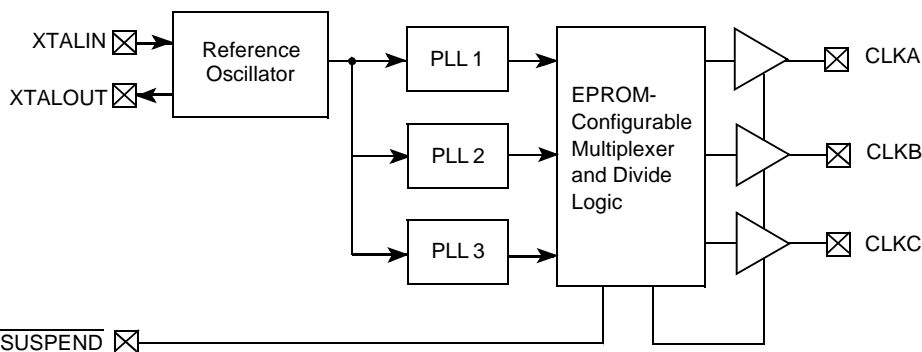 XTALIN
XTALOUT
Reference
Oscillator
PLL 1
PLL 2
PLL 3
EPROM-
Configurable
Multiplexer
and Divide
Logic
CLKA
CLKB
CLKC
SUSPEND